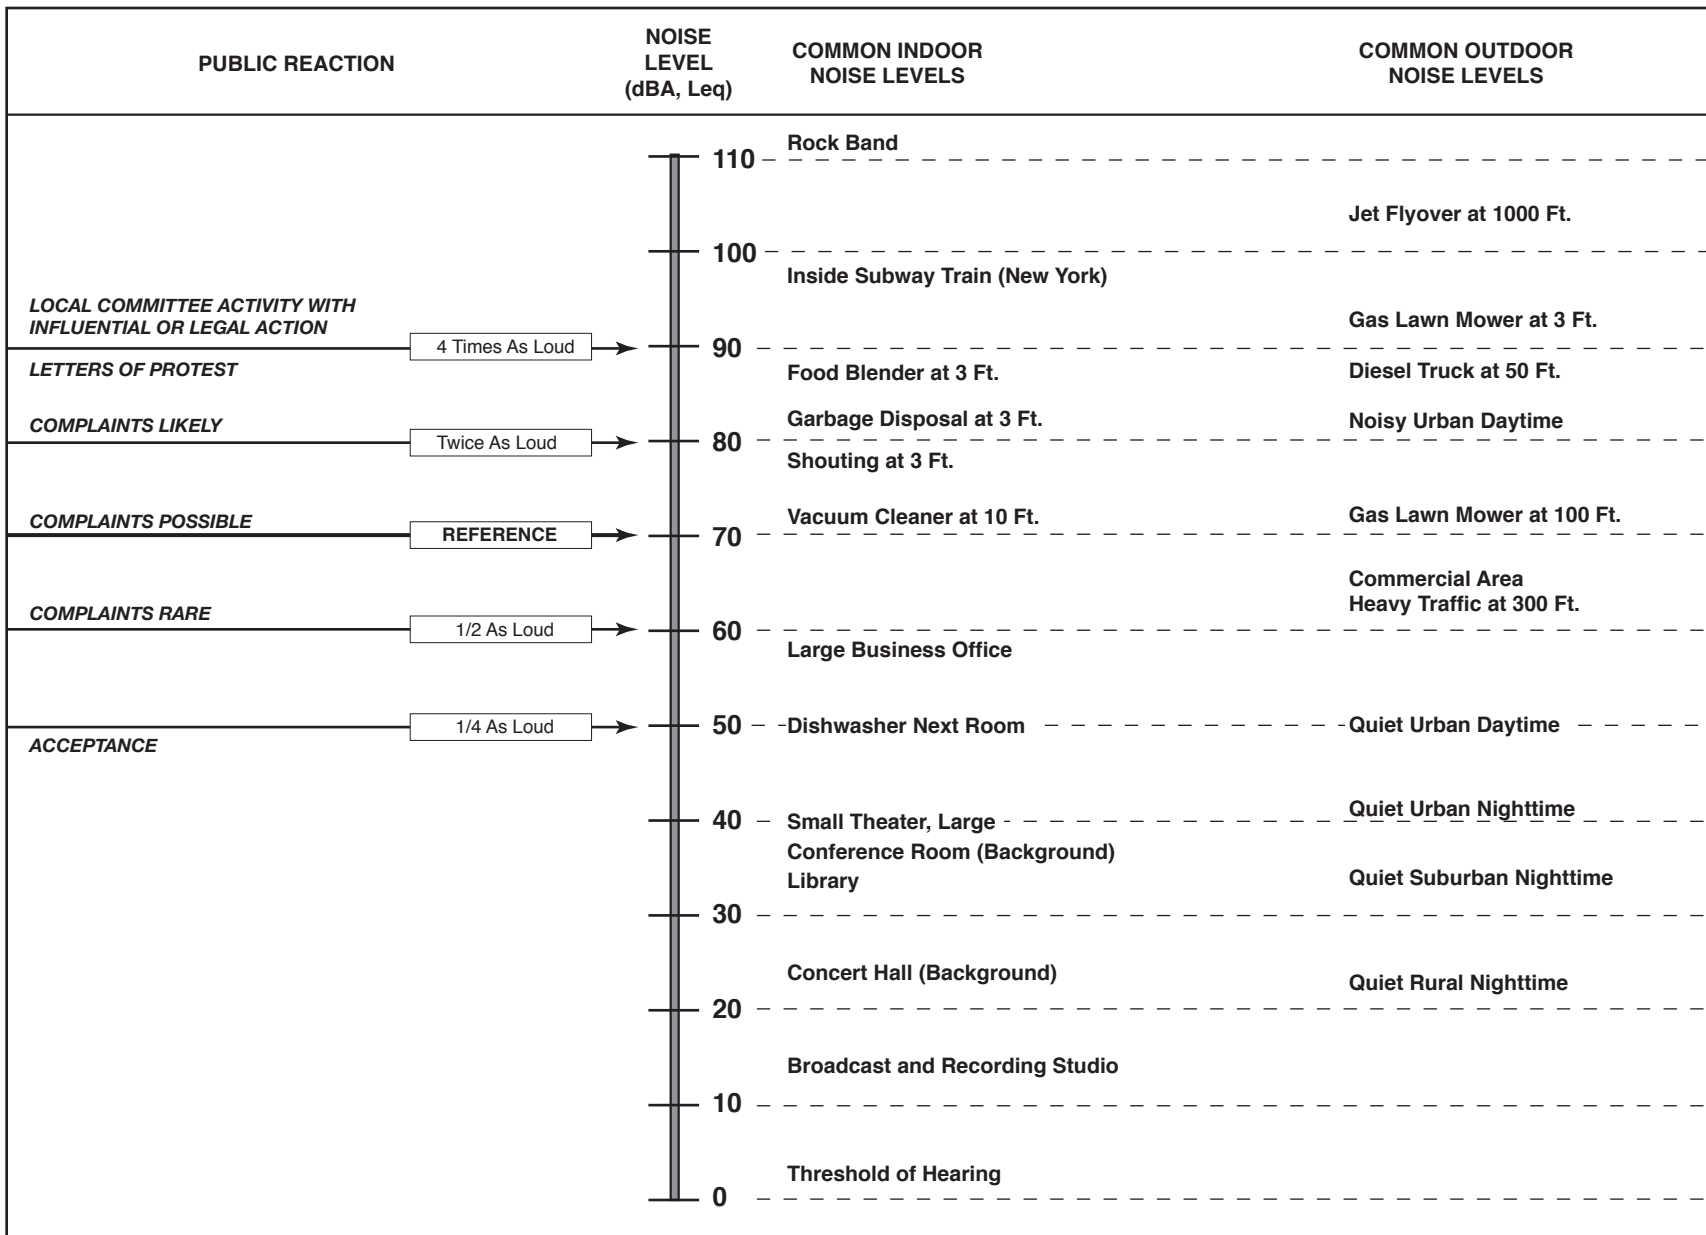 PUBLIC REACTION
NOISE
LEVEL
(dBA, Leq)
COMMON INDOOR
NOISE LEVELS
COMMON OUTDOOR
NOISE LEVELS
Rock Band
110
Jet Flyover at 1000 Ft.
100
Inside Subway Train (New York)
LOCAL COMMITTEE ACTIVITY WITH
INFLUENTIAL OR LEGAL ACTION
Gas Lawn Mower at 3 Ft.
4 Times As Loud
90
LETTERS OF PROTEST
Food Blender at 3 Ft.
Diesel Truck at 50 Ft.
COMPLAINTS LIKELY
Garbage Disposal at 3 Ft.
Noisy Urban Daytime
Twice As Loud
80
Shouting at 3 Ft.
COMPLAINTS POSSIBLE
Vacuum Cleaner at 10 Ft.
Gas Lawn Mower at 100 Ft.
REFERENCE
70
Commercial Area
Heavy Traffic at 300 Ft.
COMPLAINTS RARE
1/2 As Loud
60
Large Business Office
1/4 As Loud
50
Dishwasher Next Room
Quiet Urban Daytime
ACCEPTANCE
Quiet Urban Nighttime
40
Small Theater, Large
Conference Room (Background)
Library
Quiet Suburban Nighttime
30
Concert Hall (Background)
Quiet Rural Nighttime
20
Broadcast and Recording Studio
10
Threshold of Hearing
0